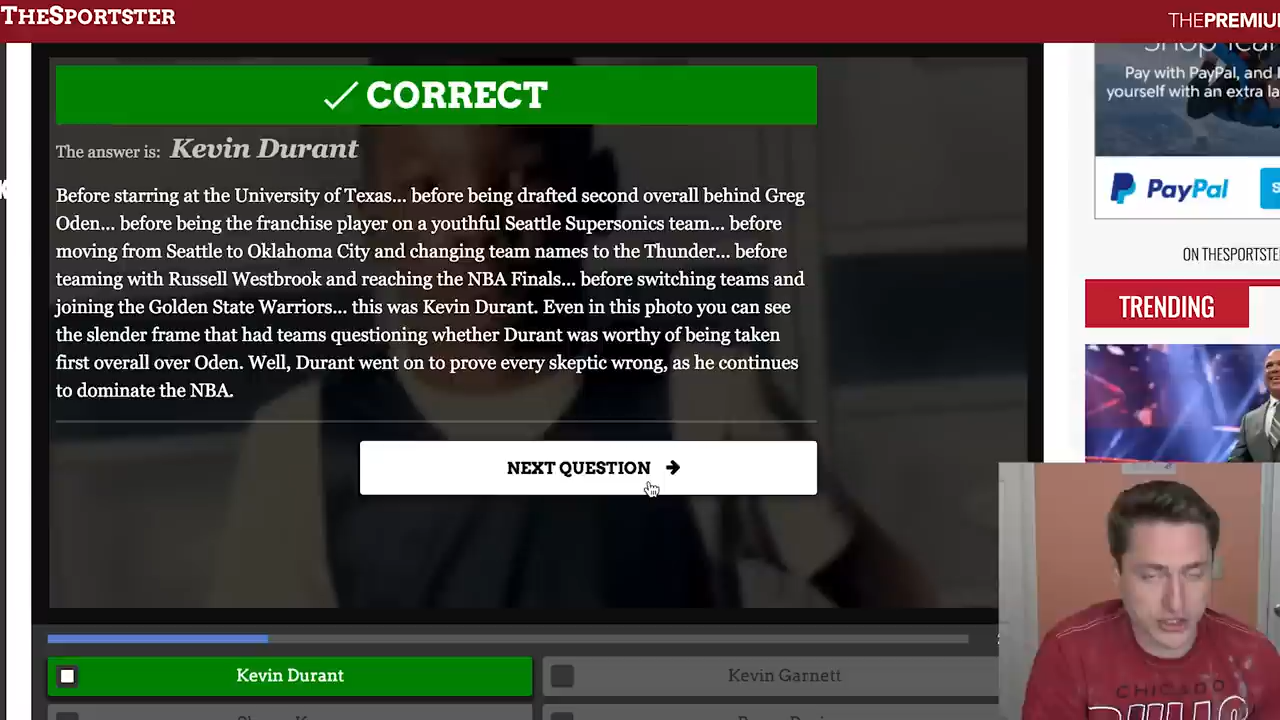 THESPORTSTER
THEPREMIU
Pay with PayPal, and
yourself with an extra la
CORRECT
The answer is: Kevin Durant
Before starring at the University of Texas... before being drafted second overall behind Greg
Oden... before being the franchise player on a youthful Seattle Supersonics team... before
moving from Seattle to Oklahoma City and changing team names to the Thunder... before
teaming with Russell Westbrook and reaching the NBA Finals... before switching teams and
joining the Golden State Warriors... this was Kevin Durant. Even in this photo you can see
the slender frame that had teams questioning whether Durant was worthy of being taken
first overall over Oden. Well, Durant went on to prove every skeptic wrong, as he continues
to dominate the NBA.
PayPal
ON THESPORTSTE
TRENDING
NEXT QUESTION
Kevin Durant
Kevin Garnett
CHICAGO